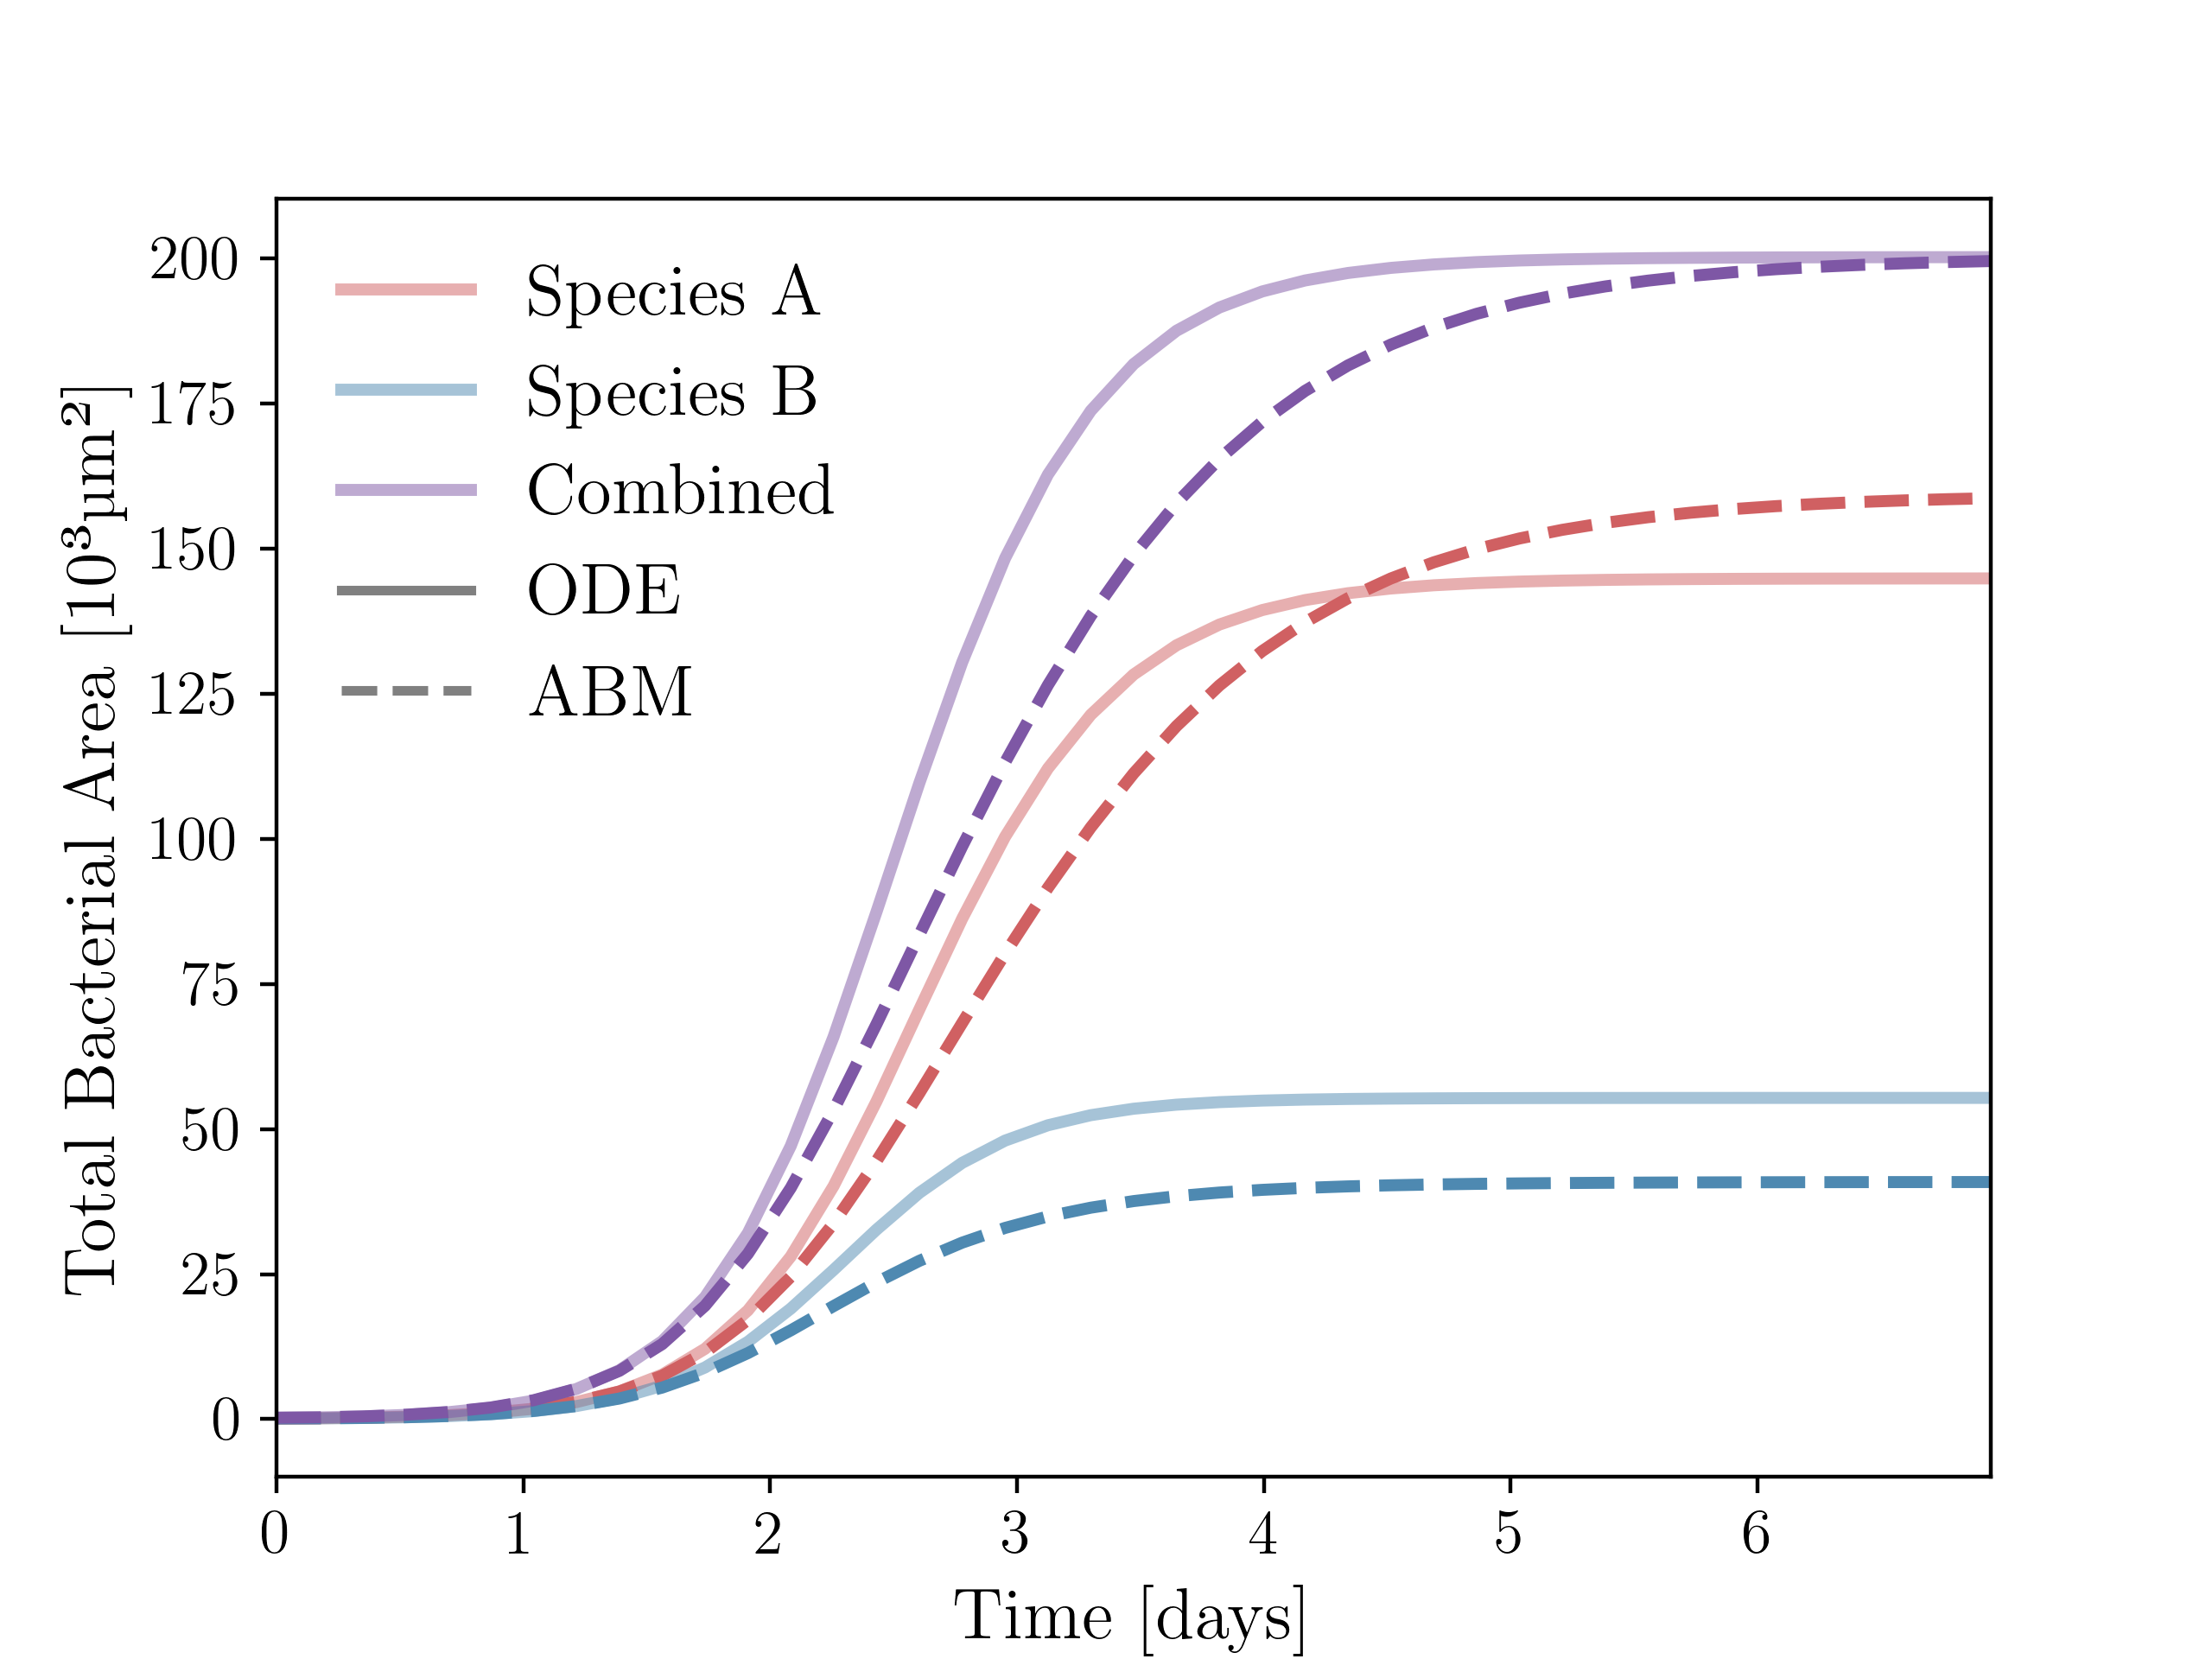 Total Bacterial Area [10³µm²]
200
175
150
125
100
75
50
25
0
Species A
Species B
Combined
ODE
ABM
0 1 2 3 4 5 6
Time [days]